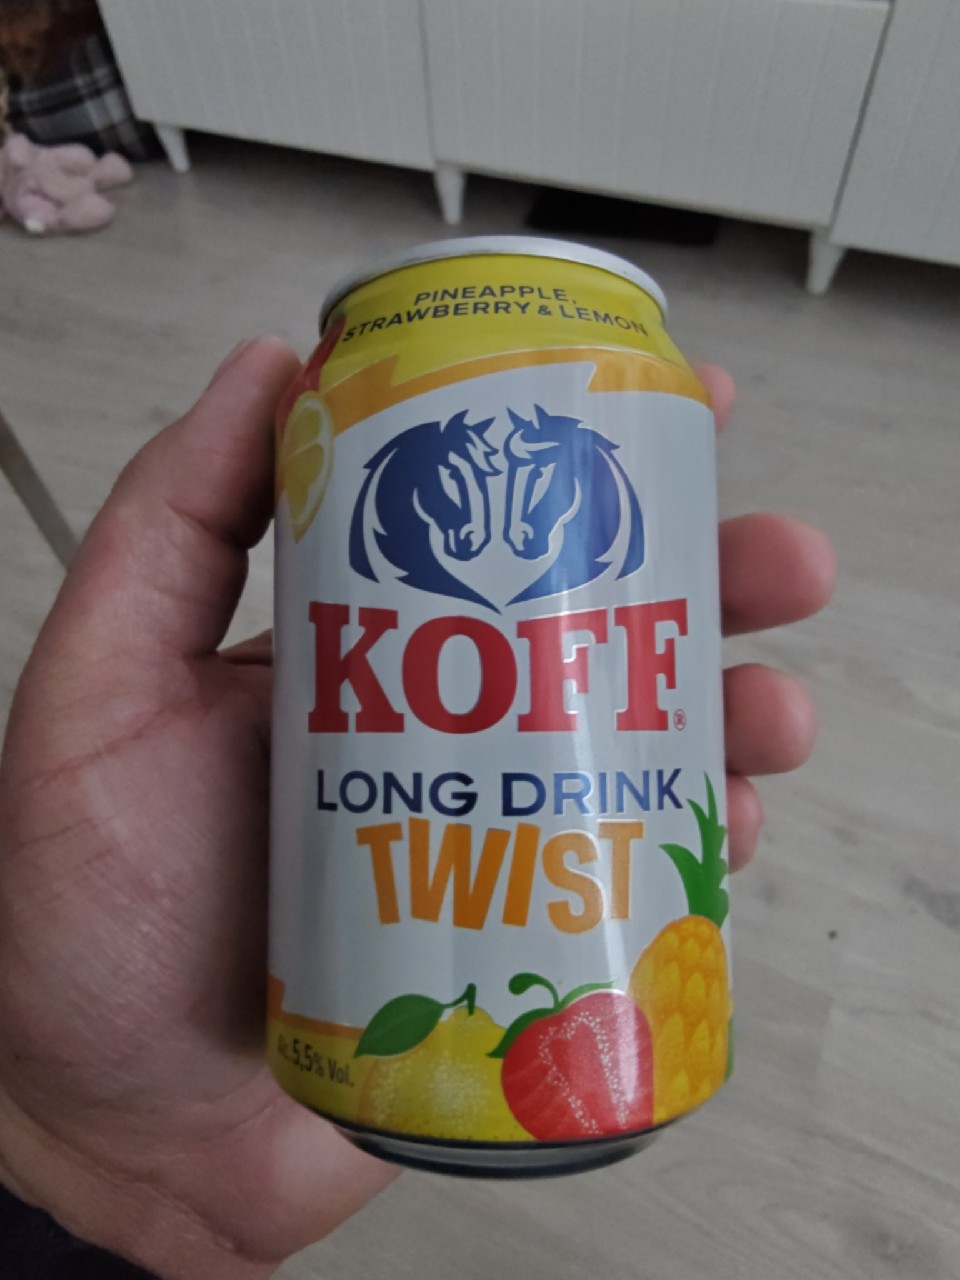 PINEAPPLE,
STRAWBERRY & LEMON
KOFF®
LONG DRINK
TWIST
Alc. 5,5% Vol.